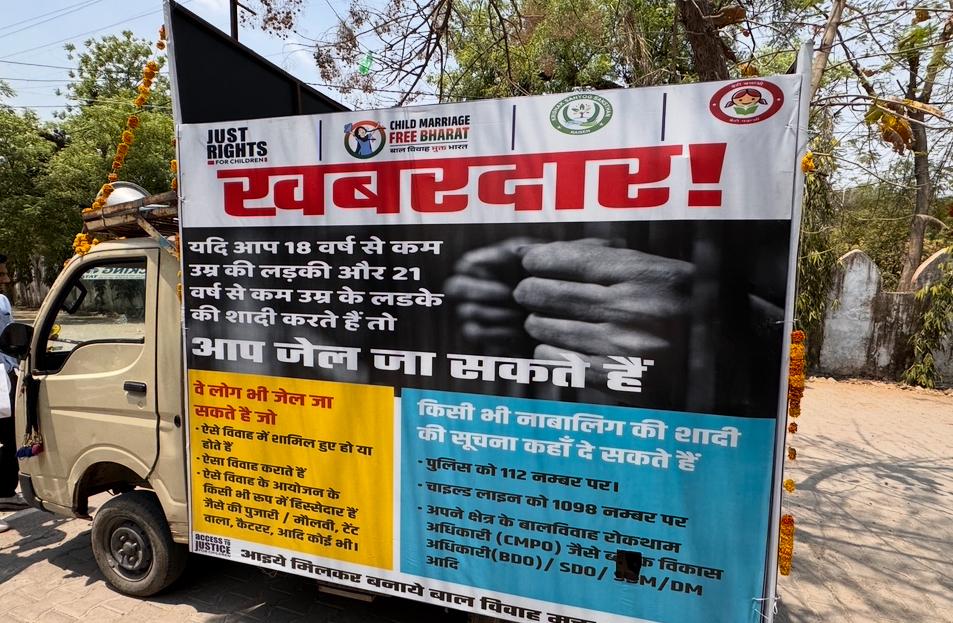 JUST
RIGHTS
FOR CHILDREN!
CHILD MARRIAGE
FREE BHARAT
बाल विवाह मुक्त भारत
खबरदार!
यदि आप 18 वर्ष से कम
उम्र की लड़की और 21
वर्ष से कम उम्र के लडके
की शादी करते हैं तो
आप जेल जा सकते हैं
वे लोग भी जेल जा
सकते है जो
- ऐसे विवाह में शामिल हुए हो या
होते हैं
- ऐसा विवाह कराते हैं
- ऐसे विवाह के आयोजन के
किसी भी रूप में हिस्सेदार हैं
जैसे की पुजारी / मौलवी, टेंट
वाला, कैटरर, आदि कोई भी।
किसी भी नाबालिग की शादी
की सूचना कहाँ दे सकते हैं
- पुलिस को 112 नम्बर पर।
- चाइल्ड लाइन को 1098 नम्बर पर
- अपने क्षेत्र के बालविवाह रोकथाम
अधिकारी (CMPO) जैसे के विकास
अधिकारी(BDO)/ SDO/ DM
आदि
ACCESS TO
JUSTICE
आइये मिलकर बनाये बाल विवाह